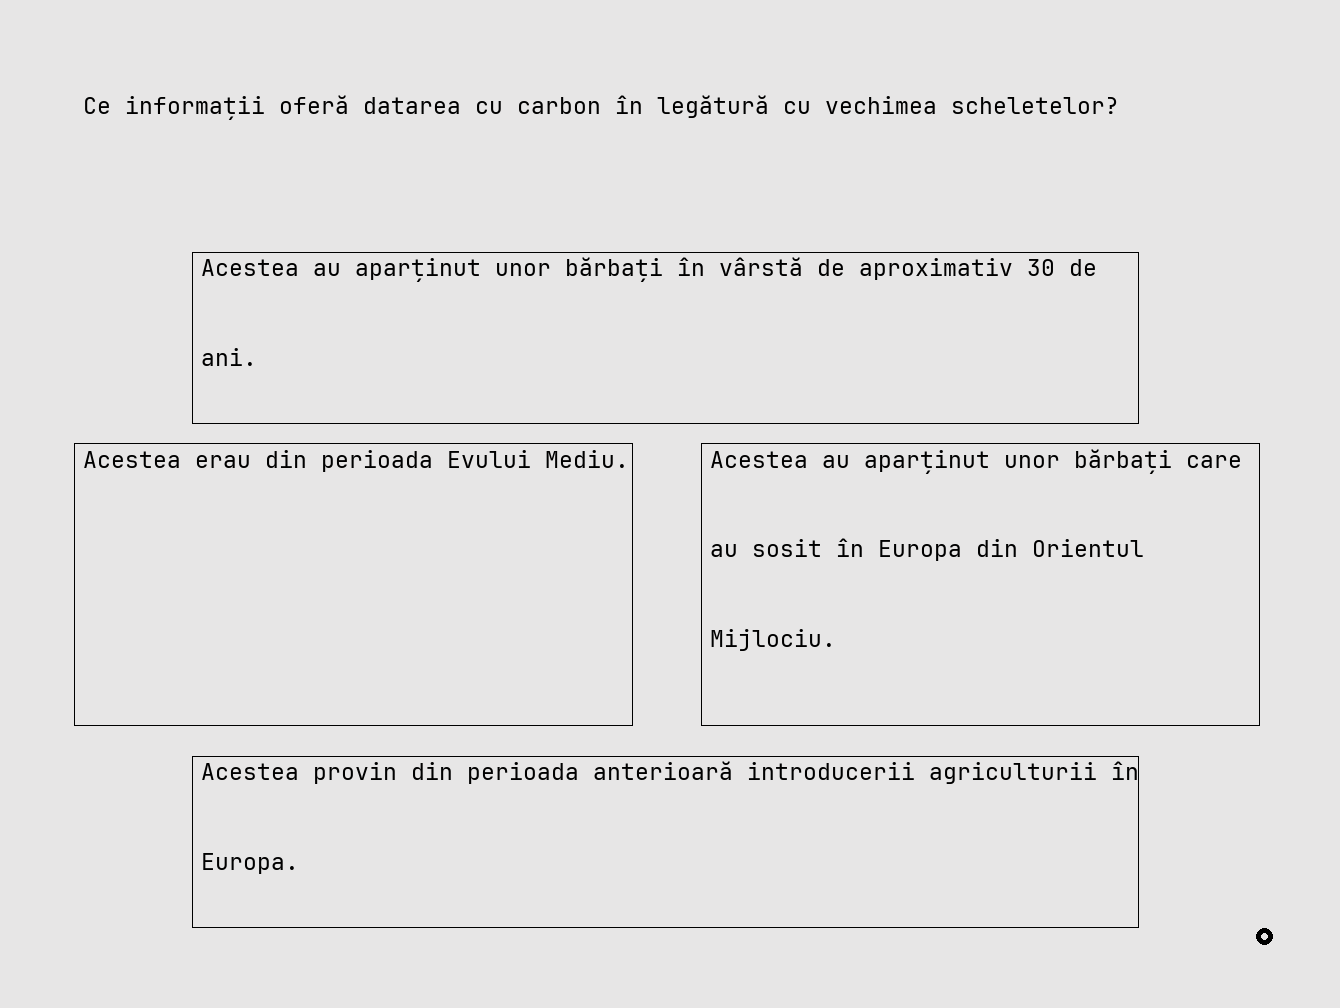 Ce informații oferă datarea cu carbon în legătură cu vechimea scheletelor?
Acestea au aparținut unor bărbați în vârstă de aproximativ 30 de
ani.
Acestea erau din perioada Evului Mediu.
Acestea au aparținut unor bărbați care
au sosit în Europa din Orientul
Mijlociu.
Acestea provin din perioada anterioară introducerii agriculturii în
Europa.